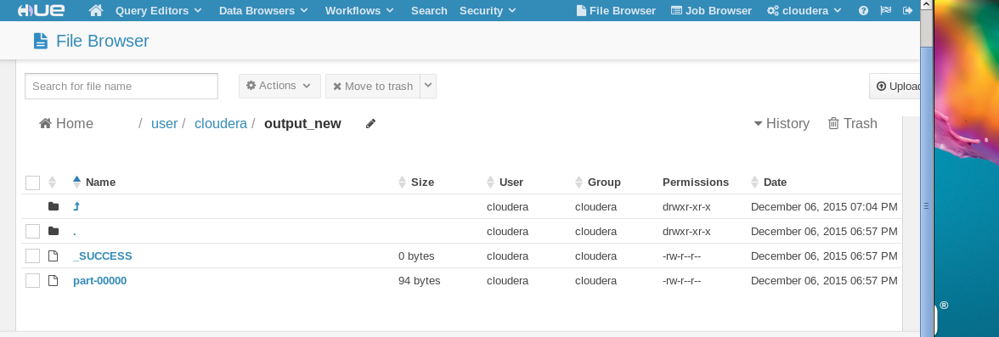 HUE Query Editors Data Browsers Workflows Search Security File Browser Job Browser cloudera
File Browser
Search for file name Actions Move to trash Upload
Home / user / cloudera / output_new History Trash
Name Size User Group Permissions Date
cloudera cloudera drwxr-xr-x December 06, 2015 07:04 PM
. cloudera cloudera drwxr-xr-x December 06, 2015 06:57 PM
_SUCCESS 0 bytes cloudera cloudera -rw-r--r-- December 06, 2015 06:57 PM
part-00000 94 bytes cloudera cloudera -rw-r--r-- December 06, 2015 06:57 PM
®